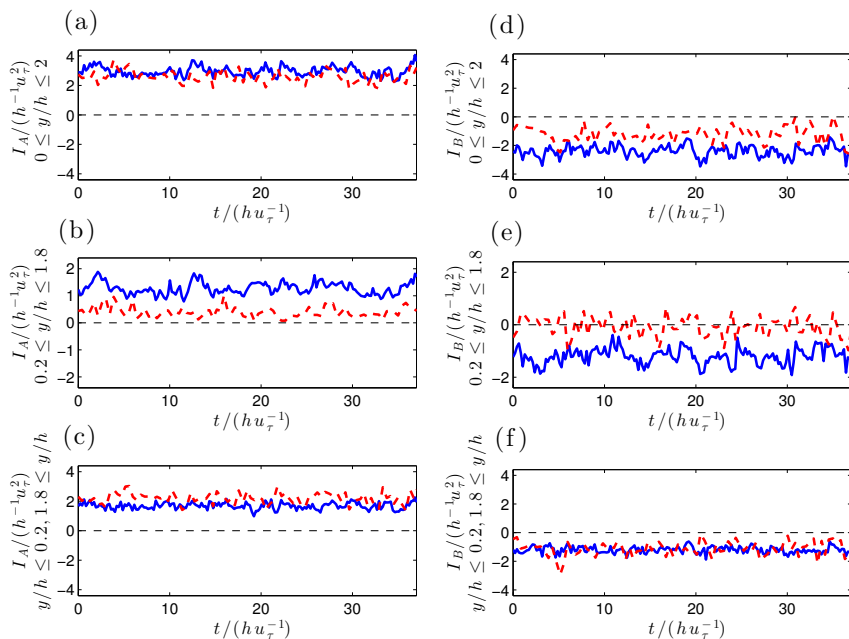 (a)
I_A/(h^{-1}u_τ^2)
0 ≤ y/h ≤ 2
4
2
0
−2
−4
0 10 20 30
t/(hu_τ^{-1})
(b)
I_A/(h^{-1}u_τ^2)
0.2 ≤ y/h ≤ 1.8
2
1
0
−1
−2
0 10 20 30
t/(hu_τ^{-1})
(c)
I_A/(h^{-1}u_τ^2)
y/h ≤ 0.2, 1.8 ≤ y/h
4
2
0
−2
−4
0 10 20 30
t/(hu_τ^{-1})
(d)
I_B/(h^{-1}u_τ^2)
0 ≤ y/h ≤ 2
4
2
0
−2
−4
0 10 20 30
t/(hu_τ^{-1})
(e)
I_B/(h^{-1}u_τ^2)
0.2 ≤ y/h ≤ 1.8
2
0
−2
0 10 20 30
t/(hu_τ^{-1})
(f)
I_B/(h^{-1}u_τ^2)
y/h ≤ 0.2, 1.8 ≤ y/h
4
2
0
−2
−4
0 10 20 30
t/(hu_τ^{-1})